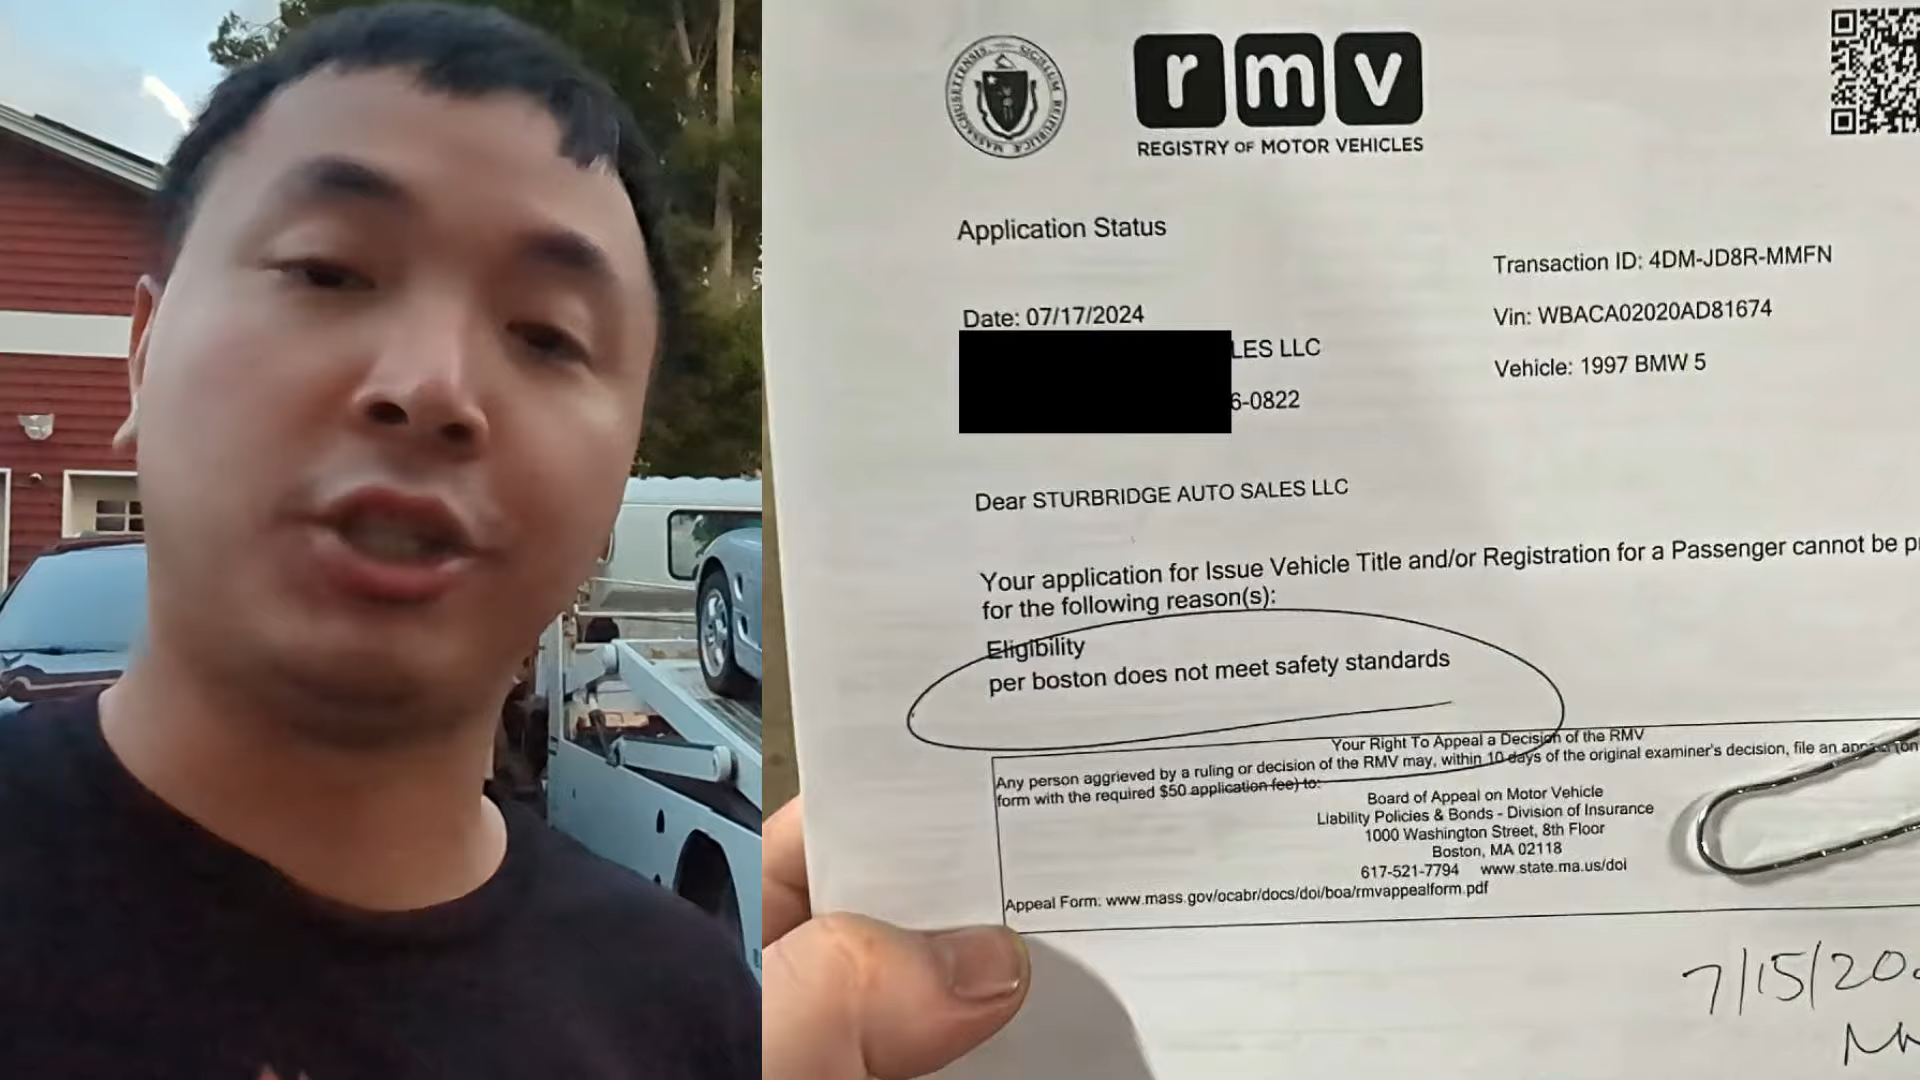 MASSACHUSETTENSIS SIGILLUM REIPUBLICÆ
rmv
REGISTRY OF MOTOR VEHICLES
Application Status
Transaction ID: 4DM-JD8R-MMFN
Date: 07/17/2024
Vin: WBACA02020AD81674
LES LLC
Vehicle: 1997 BMW 5
6-0822
Dear STURBRIDGE AUTO SALES LLC
Your application for Issue Vehicle Title and/or Registration for a Passenger cannot be p
for the following reason(s):
Eligibility
per boston does not meet safety standards
Your Right To Appeal a Decision of the RMV
Any person aggrieved by a ruling or decision of the RMV may, within 10 days of the original examiner's decision, file an
form with the required $50 application fee) to:
Board of Appeal on Motor Vehicle
Liability Policies & Bonds - Division of Insurance
1000 Washington Street, 8th Floor
Boston, MA 02118
617-521-7794 www.state.ma.us/doi
Appeal Form: www.mass.gov/ocabr/docs/doi/boa/rmvappealform.pdf
7/15/20